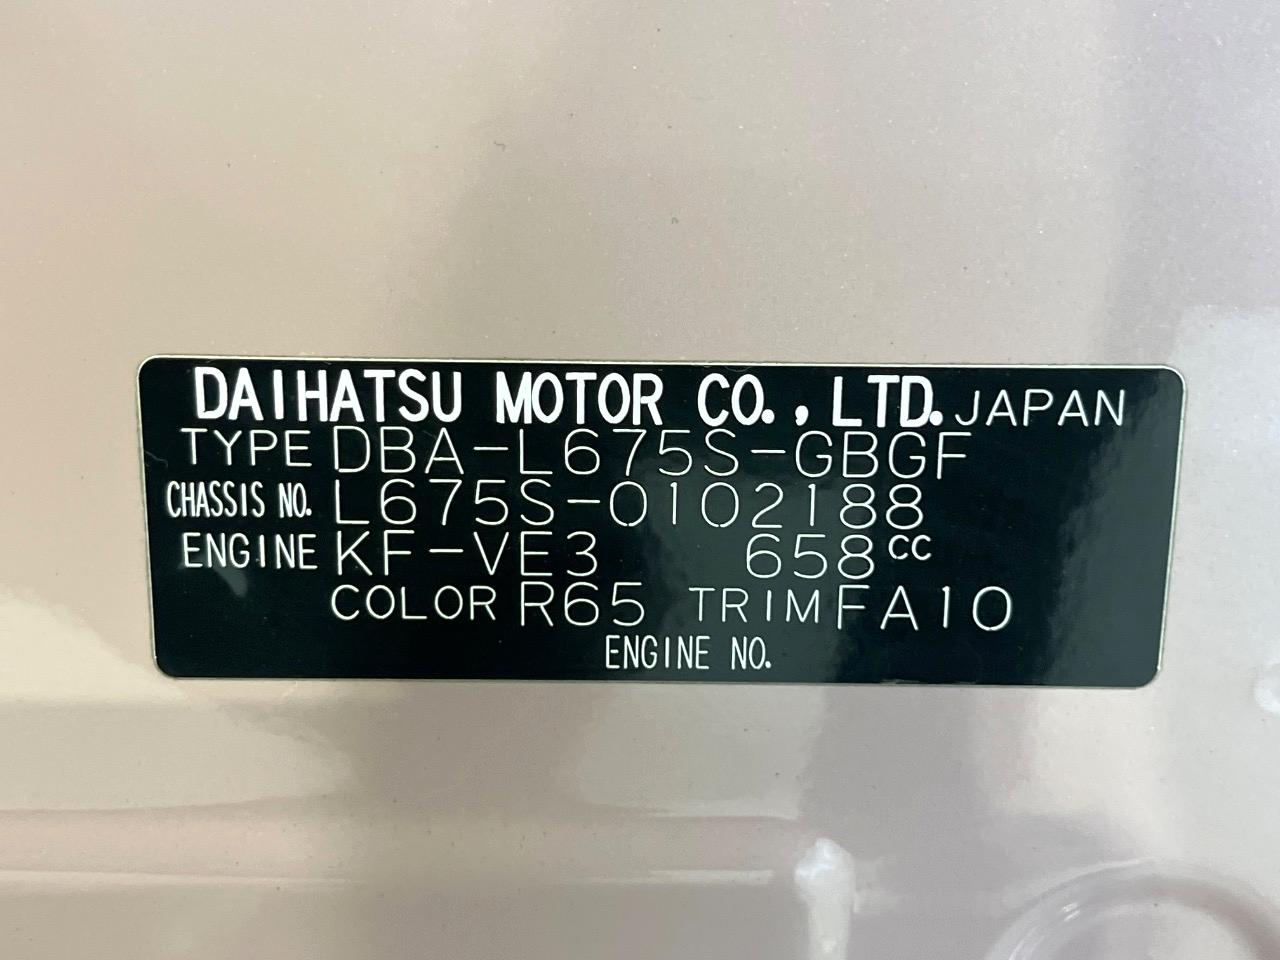 DAIHATSU MOTOR CO., LTD. JAPAN
TYPE DBA-L675S-GBGF
CHASSIS NO. L675S-0102188
ENGINE KF-VE3 658cc
COLOR R65 TRIM FA10
ENGINE NO.